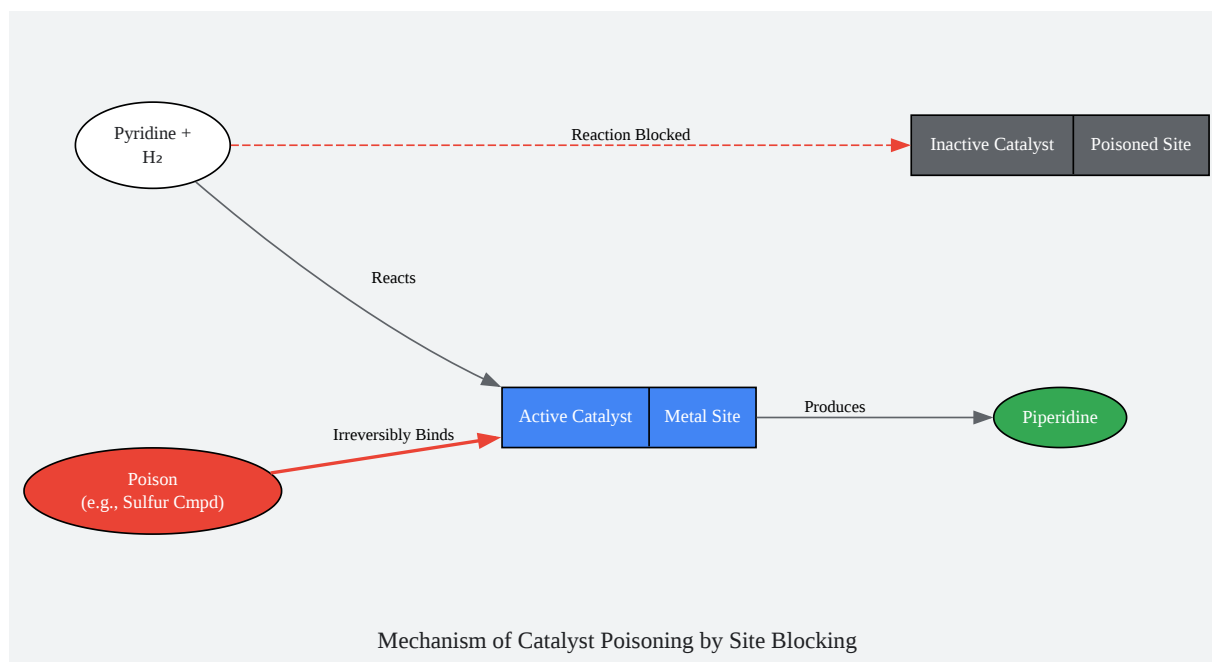 Pyridine +
H₂
Reaction Blocked
Inactive Catalyst
Poisoned Site
Reacts
Active Catalyst
Metal Site
Produces
Piperidine
Irreversibly Binds
Poison
(e.g., Sulfur Cmpd)
Mechanism of Catalyst Poisoning by Site Blocking